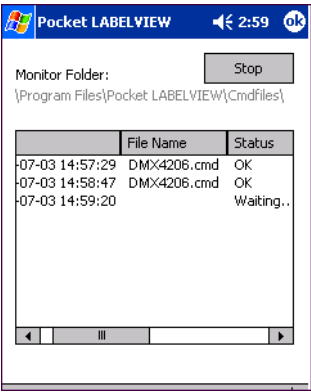 Pocket LABELVIEW 2:59 ok
Stop
Monitor Folder:
\Program Files\Pocket LABELVIEW\Cmdfiles\
File Name Status
-07-03 14:57:29 DMX4206.cmd OK
-07-03 14:58:47 DMX4206.cmd OK
-07-03 14:59:20 Waiting..